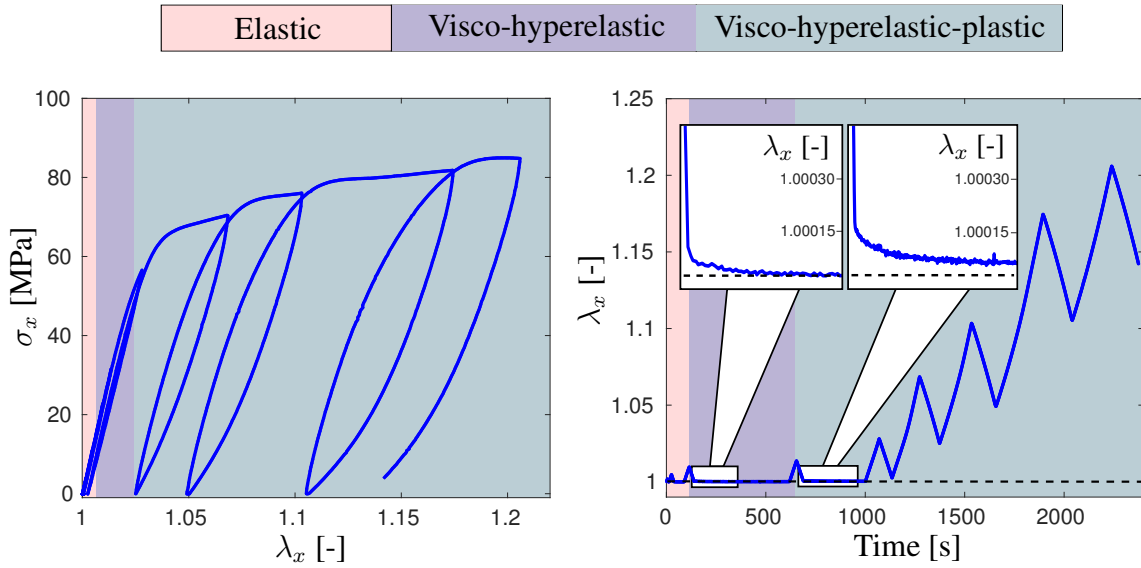 Elastic Visco-hyperelastic Visco-hyperelastic-plastic
100
80
60
40
20
0
σx [MPa]
1 1.05 1.1 1.15 1.2
λx [-]
1.25
1.2
1.15
1.1
1.05
1
λx [-]
λx [-]
1.00030
1.00015
λx [-]
1.00030
1.00015
0 500 1000 1500 2000
Time [s]